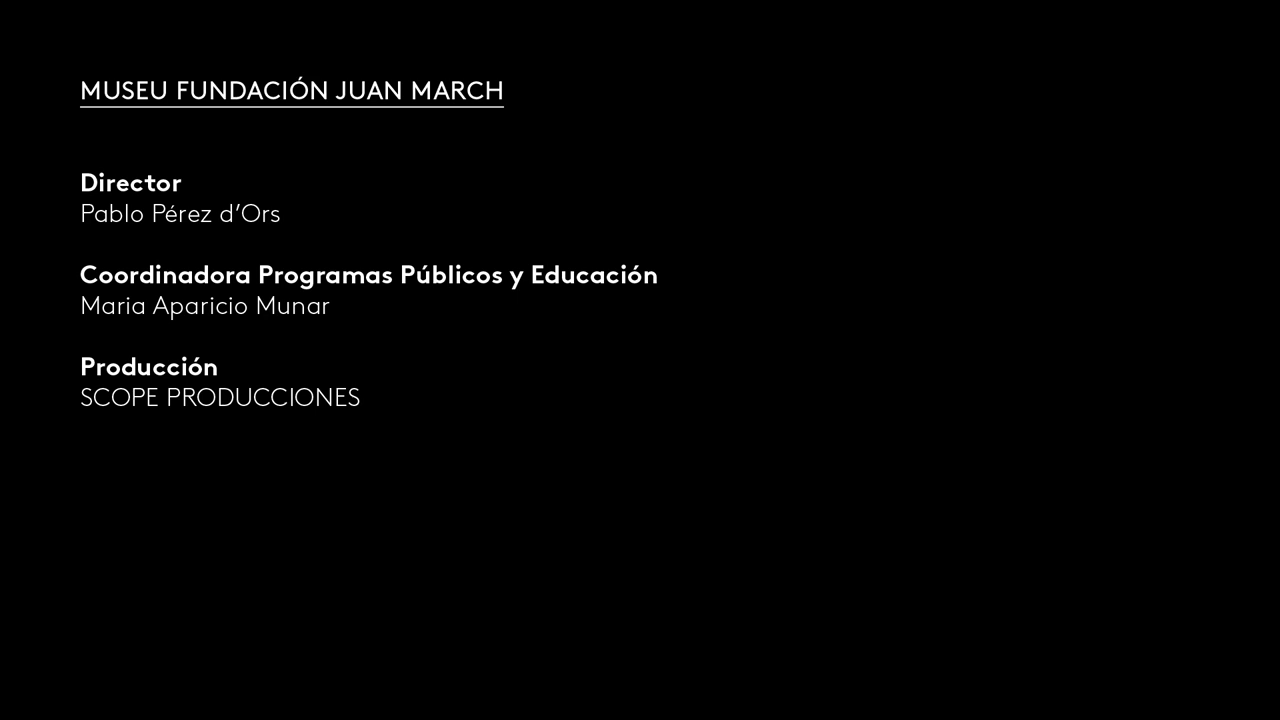 MUSEU FUNDACIÓN JUAN MARCH
Director
Pablo Pérez d’Ors
Coordinadora Programas Públicos y Educación
Maria Aparicio Munar
Producción
SCOPE PRODUCCIONES